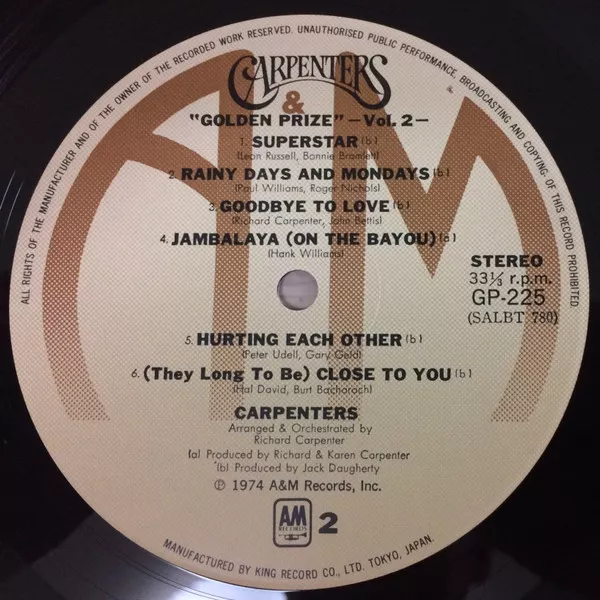 ALL RIGHTS OF THE MANUFACTURER AND OF THE OWNER OF THE RECORDED WORK RESERVED. UNAUTHORISED PUBLIC PERFORMANCE, BROADCASTING AND COPYING OF THIS RECORD PROHIBITED.
CARPENTERS
&
"GOLDEN PRIZE" —Vol. 2—
1. SUPERSTAR (b)
(Leon Russell, Bonnie Bramlett)
2. RAINY DAYS AND MONDAYS (b)
(Paul Williams, Roger Nichols)
3. GOODBYE TO LOVE (b)
(Richard Carpenter, John Bettis)
4. JAMBALAYA (ON THE BAYOU) (a)
(Hank Williams)
STEREO
33⅓ r.p.m.
GP-225
(SALBT 780)
5. HURTING EACH OTHER (b)
(Peter Udell, Gary Geld)
6. (They Long To Be) CLOSE TO YOU (b)
(Hal David, Burt Bacharach)
CARPENTERS
Arranged & Orchestrated by
Richard Carpenter
(a) Produced by Richard & Karen Carpenter
(b) Produced by Jack Daugherty
Ⓟ 1974 A&M Records, Inc.
AM
RECORDS
2
MANUFACTURED BY KING RECORD CO., LTD. TOKYO, JAPAN.